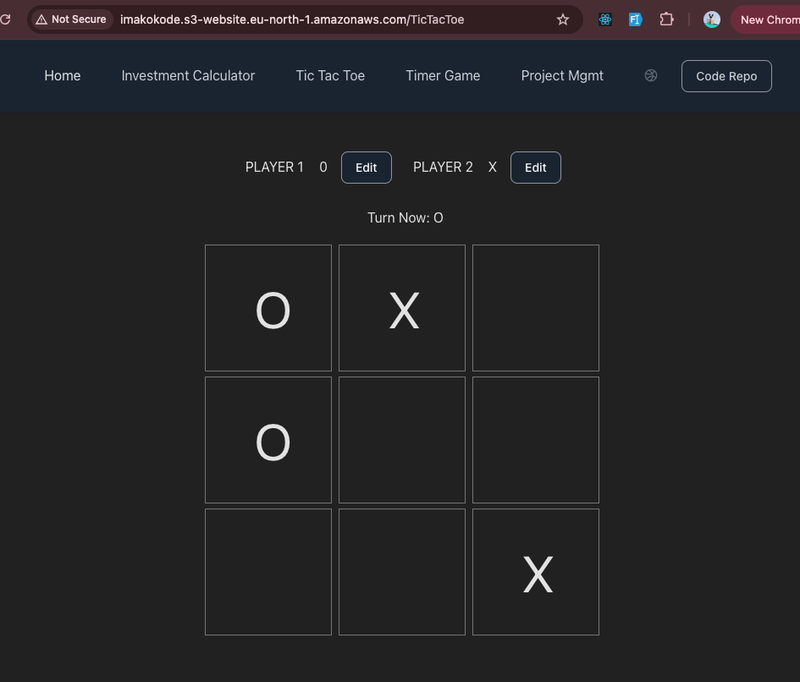 Not Secure imakokode.s3-website.eu-north-1.amazonaws.com/TicTacToe New Chrom
Home Investment Calculator Tic Tac Toe Timer Game Project Mgmt Code Repo
PLAYER 1 0 Edit PLAYER 2 X Edit
Turn Now: O
O X
O
X